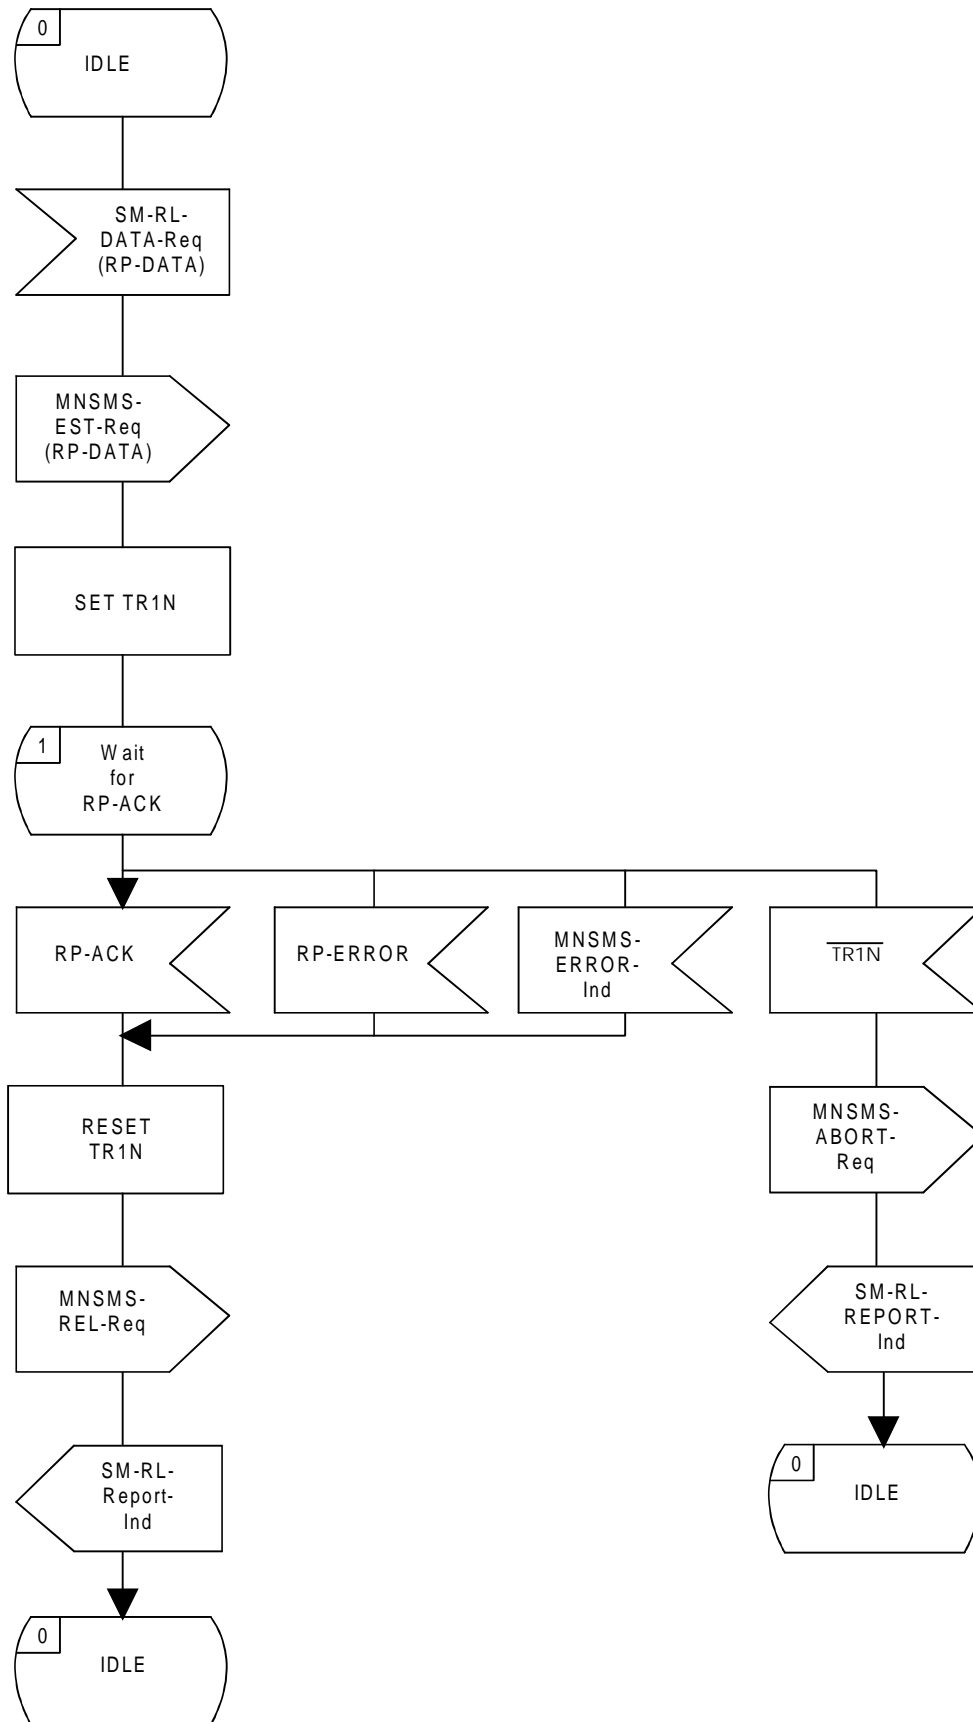 0
IDLE
SM-RL-
DATA-Req
(RP-DATA)
MNSMS-
EST-Req
(RP-DATA)
SET TR1N
1
Wait
for
RP-ACK
RP-ACK
RP-ERROR
MNSMS-
ERROR-
Ind
TR1N
RESET
TR1N
MNSMS-
ABORT-
Req
MNSMS-
REL-Req
SM-RL-
REPORT-
Ind
SM-RL-
Report-
Ind
0
IDLE
0
IDLE